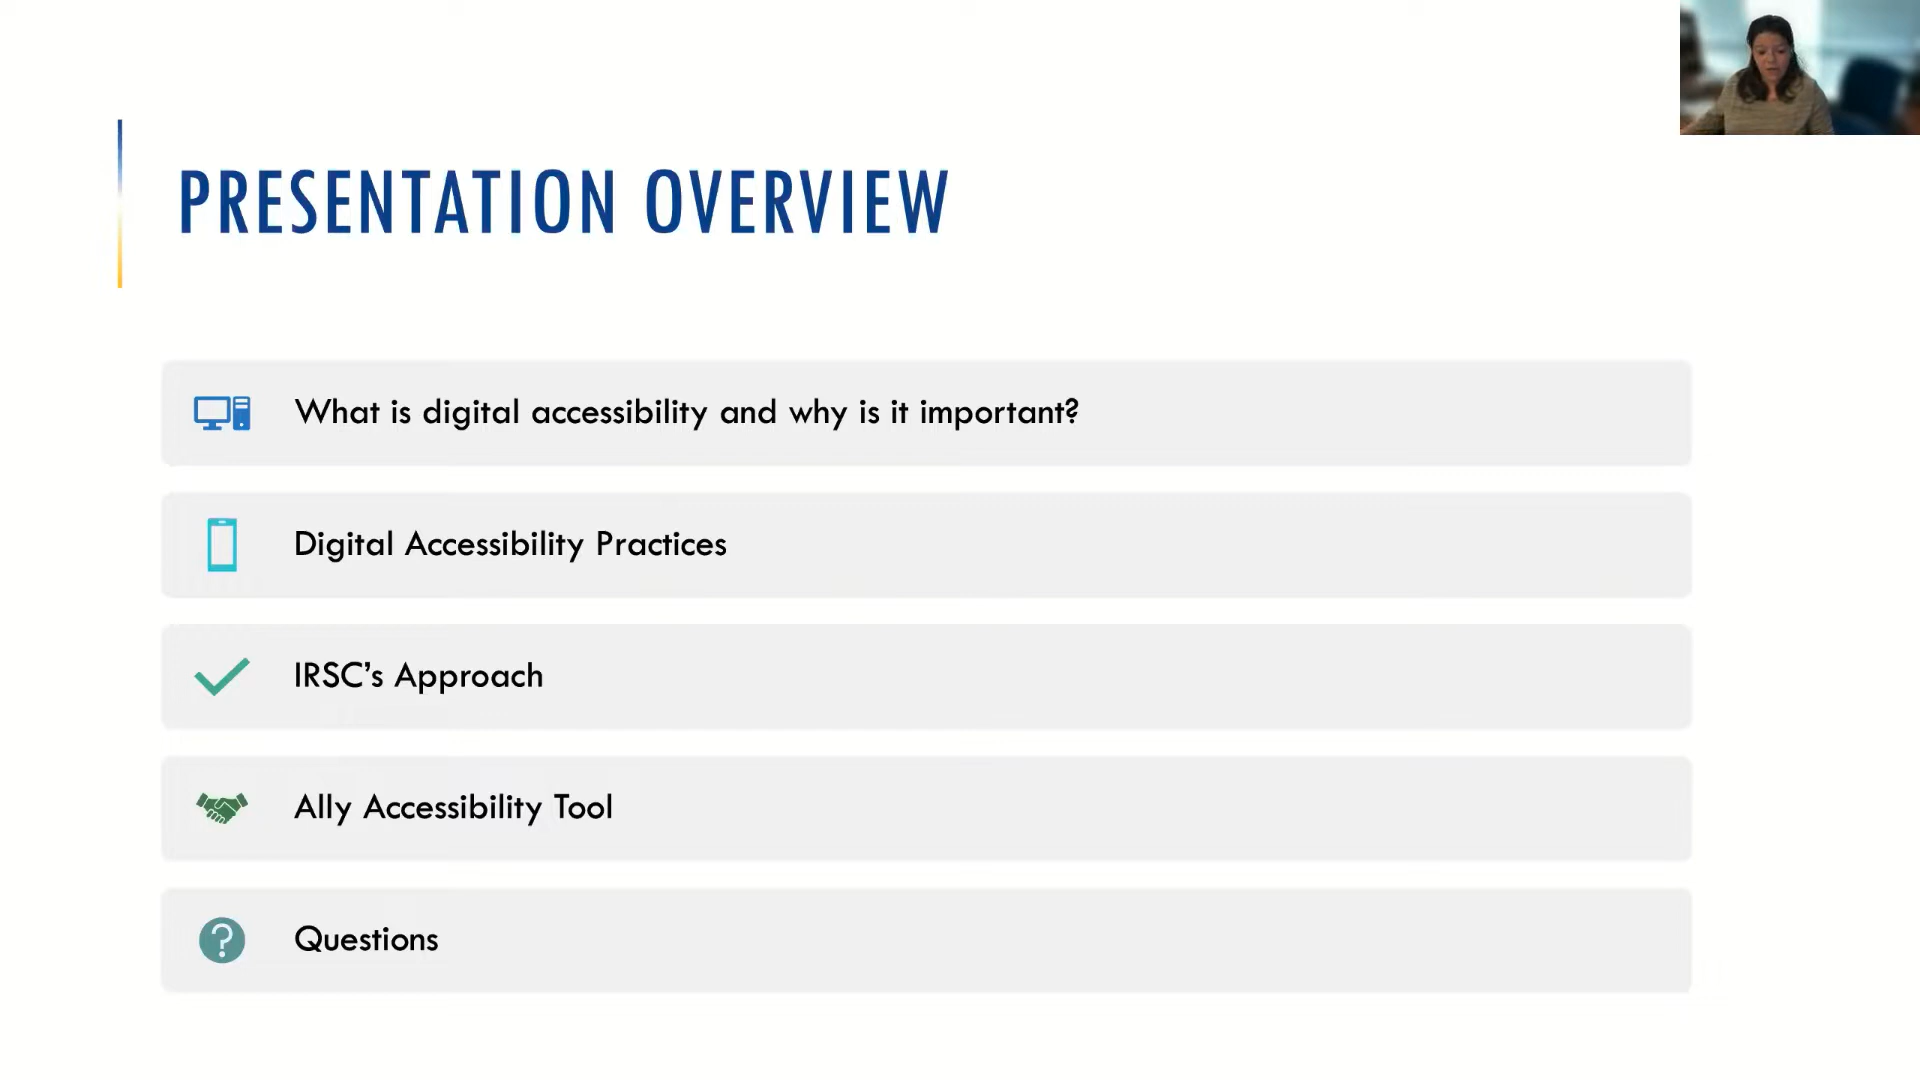 PRESENTATION OVERVIEW
What is digital accessibility and why is it important?
Digital Accessibility Practices
IRSC’s Approach
Ally Accessibility Tool
Questions